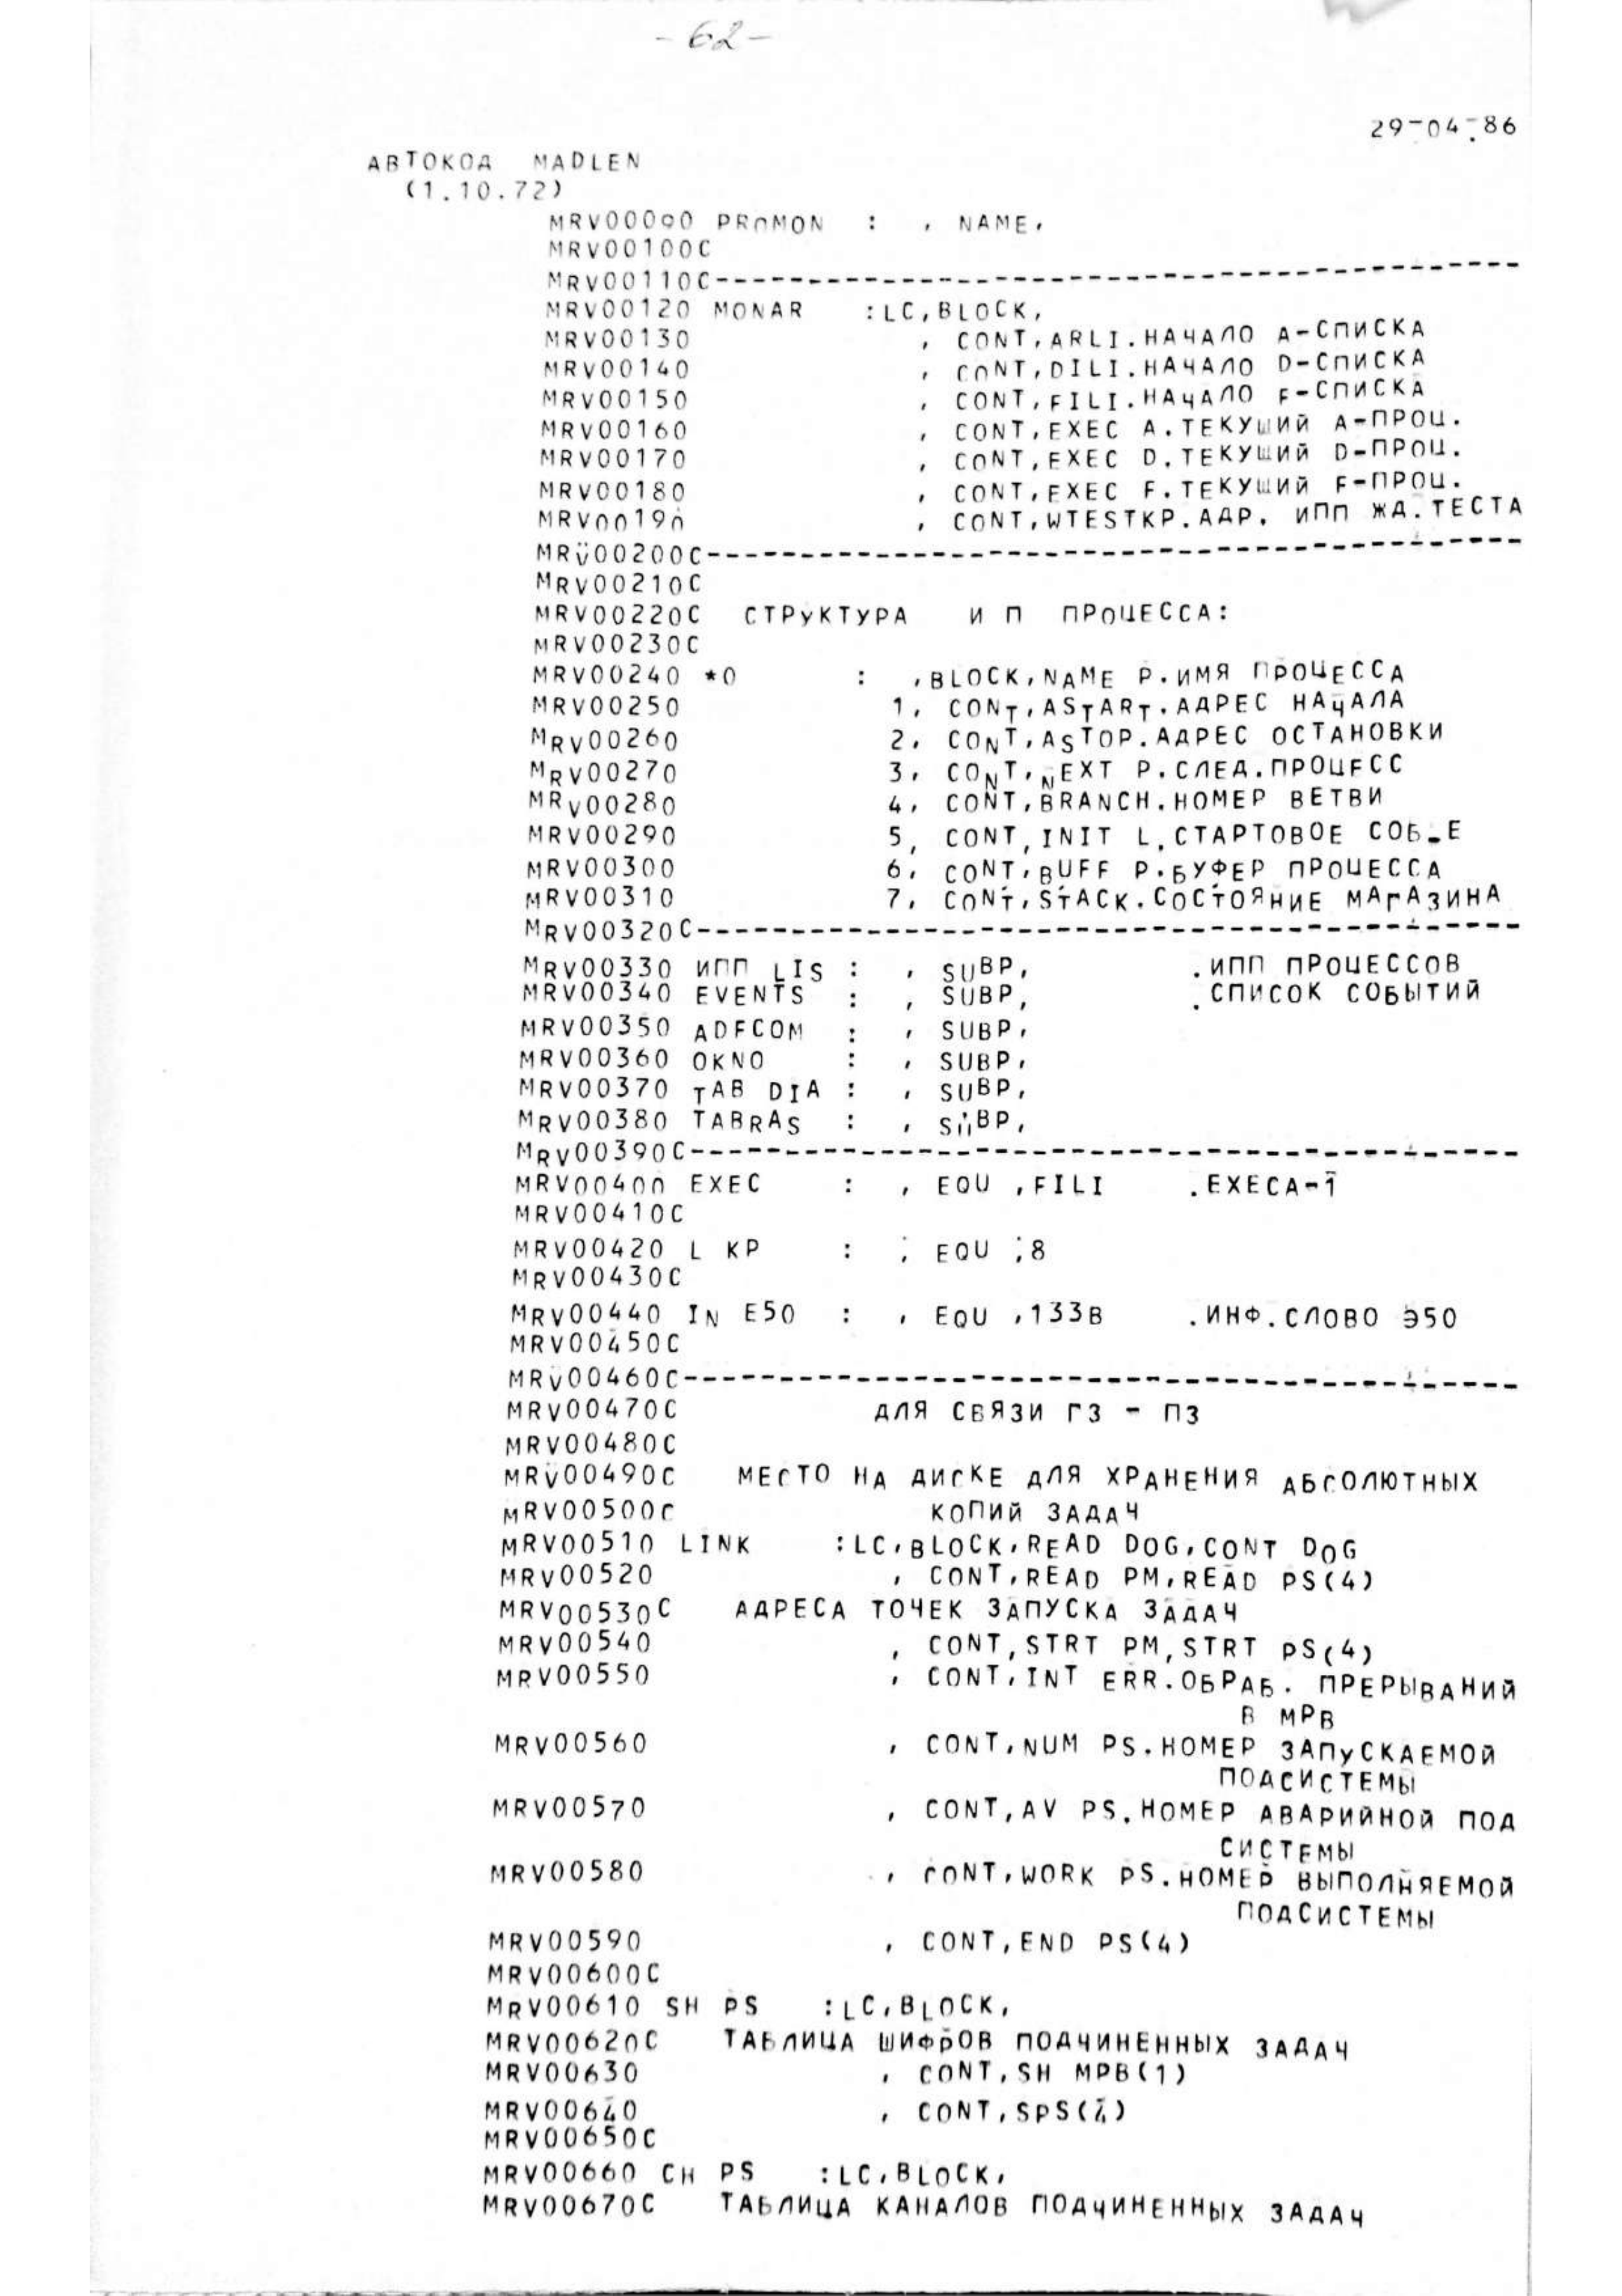 - 62 -
29-04-86
АВТОКОД MADLEN
(1.10.72)
MRV00090 PROMON : , NAME,
MRV00100C
MRV00110C-------------------------------------------
MRV00120 MONAR :LC,BLOCK,
MRV00130 , CONT,ARLI.НАЧАЛО A-СПИСКА
MRV00140 , CONT,DILI.НАЧАЛО D-СПИСКА
MRV00150 , CONT,FILI.НАЧАЛО F-СПИСКА
MRV00160 , CONT,EXEC A.ТЕКУШИЙ A-ПРОЦ.
MRV00170 , CONT,EXEC D.ТЕКУШИЙ D-ПРОЦ.
MRV00180 , CONT,EXEC F.ТЕКУШИЙ F-ПРОЦ.
MRV00190 , CONT,WTESTKP.АДР. ИПП ЖД.ТЕСТА
MRV00200C-------------------------------------------
MRV00210C
MRV00220C СТРУКТУРА И П ПРОЦЕССА:
MRV00230C
MRV00240 *0 : ,BLOCK,NAME P.ИМЯ ПРОЦЕССА
MRV00250 1, CONT,ASTART.АДРЕС НАЧАЛА
MRV00260 2, CONT,ASTOP.АДРЕС ОСТАНОВКИ
MRV00270 3, CONT,NEXT P.СЛЕД.ПРОЦЕСС
MRV00280 4, CONT,BRANCH.НОМЕР ВЕТВИ
MRV00290 5, CONT,INIT L.СТАРТОВОЕ СОБ-Е
MRV00300 6, CONT,BUFF P.БУФЕР ПРОЦЕССА
MRV00310 7, CONT,STACK.СОСТОЯНИЕ МАГАЗИНА
MRV00320C-------------------------------------------
MRV00330 ИПП LIS : , SUBP, .ИПП ПРОЦЕССОВ
MRV00340 EVENTS : , SUBP, .СПИСОК СОБЫТИЙ
MRV00350 ADFCOM : , SUBP,
MRV00360 OKNO : , SUBP,
MRV00370 TAB DIA : , SUBP,
MRV00380 TABRAS : , SUBP,
MRV00390C-------------------------------------------
MRV00400 EXEC : , EQU ,FILI .EXECA-1
MRV00410C
MRV00420 L KP : , EQU ,8
MRV00430C
MRV00440 IN E50 : , EQU ,133B .ИНФ.СЛОВО Э50
MRV00450C
MRV00460C-------------------------------------------
MRV00470C ДЛЯ СВЯЗИ ГЗ - ПЗ
MRV00480C
MRV00490C МЕСТО НА ДИСКЕ ДЛЯ ХРАНЕНИЯ АБСОЛЮТНЫХ
MRV00500C КОПИЙ ЗАДАЧ
MRV00510 LINK :LC,BLOCK,READ DOG,CONT DOG
MRV00520 , CONT,READ PM,READ PS(4)
MRV00530C АДРЕСА ТОЧЕК ЗАПУСКА ЗАДАЧ
MRV00540 , CONT,STRT PM,STRT PS(4)
MRV00550 , CONT,INT ERR.ОБРАБ. ПРЕРЫВАНИЙ
В МРВ
MRV00560 , CONT,NUM PS.НОМЕР ЗАПУСКАЕМОЙ
ПОДСИСТЕМЫ
MRV00570 , CONT,AV PS.НОМЕР АВАРИЙНОЙ ПОД
СИСТЕМЫ
MRV00580 , CONT,WORK PS.НОМЕР ВЫПОЛНЯЕМОЙ
ПОДСИСТЕМЫ
MRV00590 , CONT,END PS(4)
MRV00600C
MRV00610 SH PS :LC,BLOCK,
MRV00620C ТАБЛИЦА ШИФРОВ ПОДЧИНЕННЫХ ЗАДАЧ
MRV00630 , CONT,SH MPB(1)
MRV00640 , CONT,SPS(4)
MRV00650C
MRV00660 CH PS :LC,BLOCK,
MRV00670C ТАБЛИЦА КАНАЛОВ ПОДЧИНЕННЫХ ЗАДАЧ